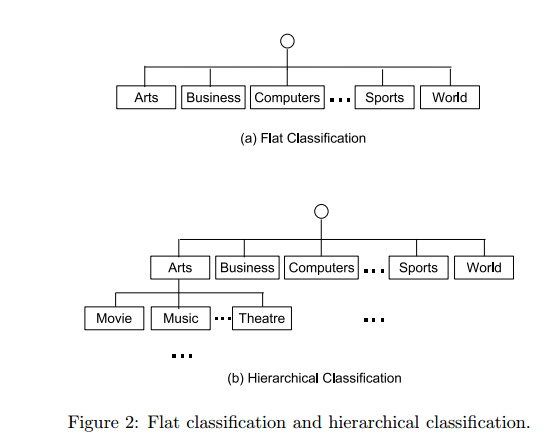 Arts Business Computers ... Sports World
(a) Flat Classification
Arts Business Computers ... Sports World
Movie Music ... Theatre ...
...
(b) Hierarchical Classification
Figure 2: Flat classification and hierarchical classification.